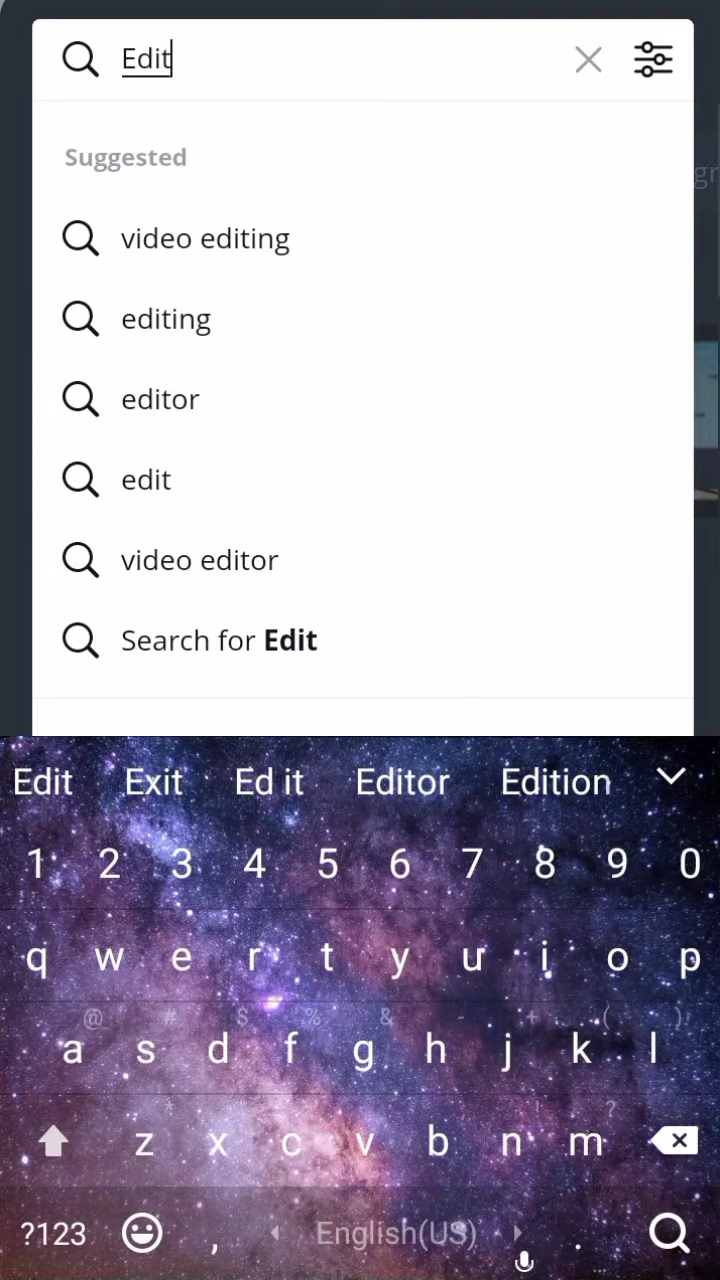 Edit
gr
Suggested
video editing
editing
editor
edit
video editor
Search for Edit
Edit Exit Ed it Editor Edition
1 2 3 4 5 6 7 8 9 0
q w e r t y u i o p
@ # $ % & - + ( )
a s d f g h j k l
* ! ?
z x c v b n m
?123 , English(US) . ...